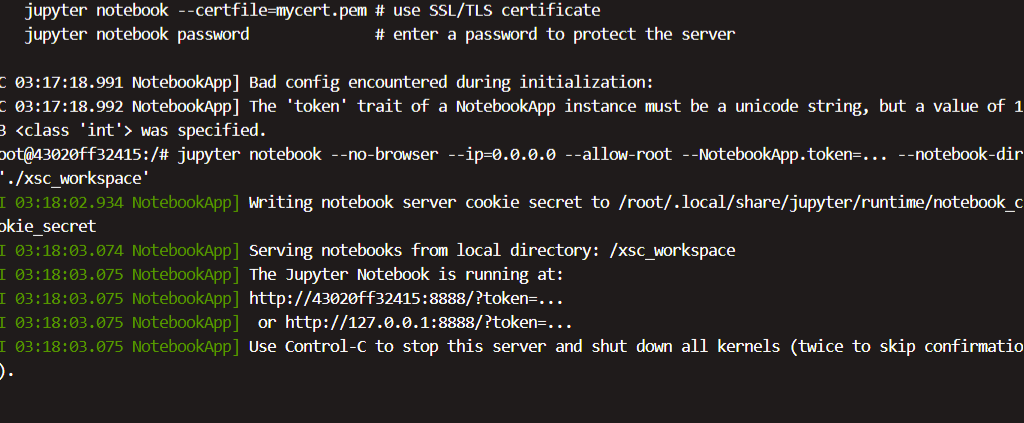 jupyter notebook --certfile=mycert.pem # use SSL/TLS certificate
jupyter notebook password # enter a password to protect the server
C 03:17:18.991 NotebookApp] Bad config encountered during initialization:
C 03:17:18.992 NotebookApp] The 'token' trait of a NotebookApp instance must be a unicode string, but a value of 1
3 <class 'int'> was specified.
oot@43020ff32415:/# jupyter notebook --no-browser --ip=0.0.0.0 --allow-root --NotebookApp.token=... --notebook-dir
'./xsc_workspace'
I 03:18:02.934 NotebookApp] Writing notebook server cookie secret to /root/.local/share/jupyter/runtime/notebook_c
okie_secret
I 03:18:03.074 NotebookApp] Serving notebooks from local directory: /xsc_workspace
I 03:18:03.075 NotebookApp] The Jupyter Notebook is running at:
I 03:18:03.075 NotebookApp] http://43020ff32415:8888/?token=...
I 03:18:03.075 NotebookApp] or http://127.0.0.1:8888/?token=...
I 03:18:03.075 NotebookApp] Use Control-C to stop this server and shut down all kernels (twice to skip confirmatio
).